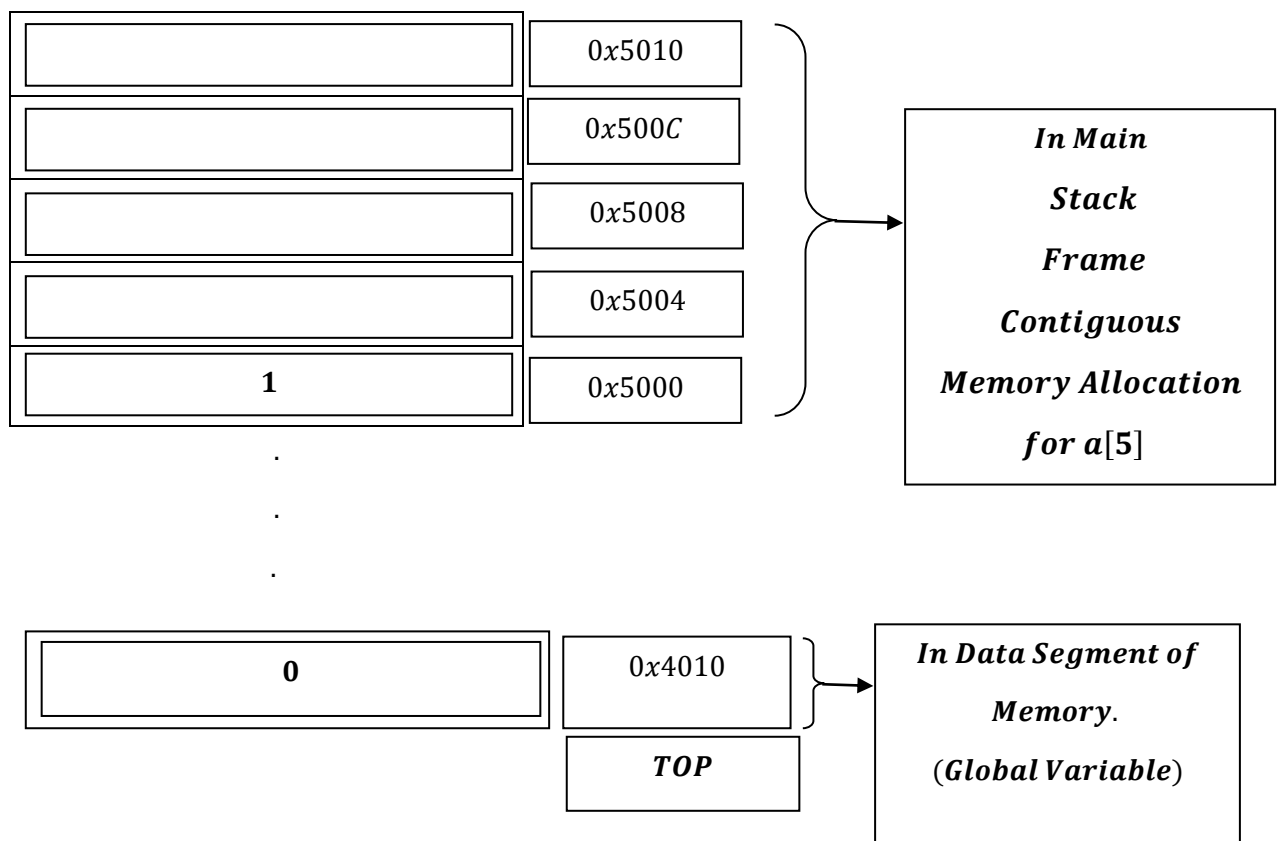 0x5010
0x500C
0x5008
0x5004
1
0x5000
In Main
Stack
Frame
Contiguous
Memory Allocation
for a[5]
.
.
.
0
0x4010
TOP
In Data Segment of
Memory.
(Global Variable)